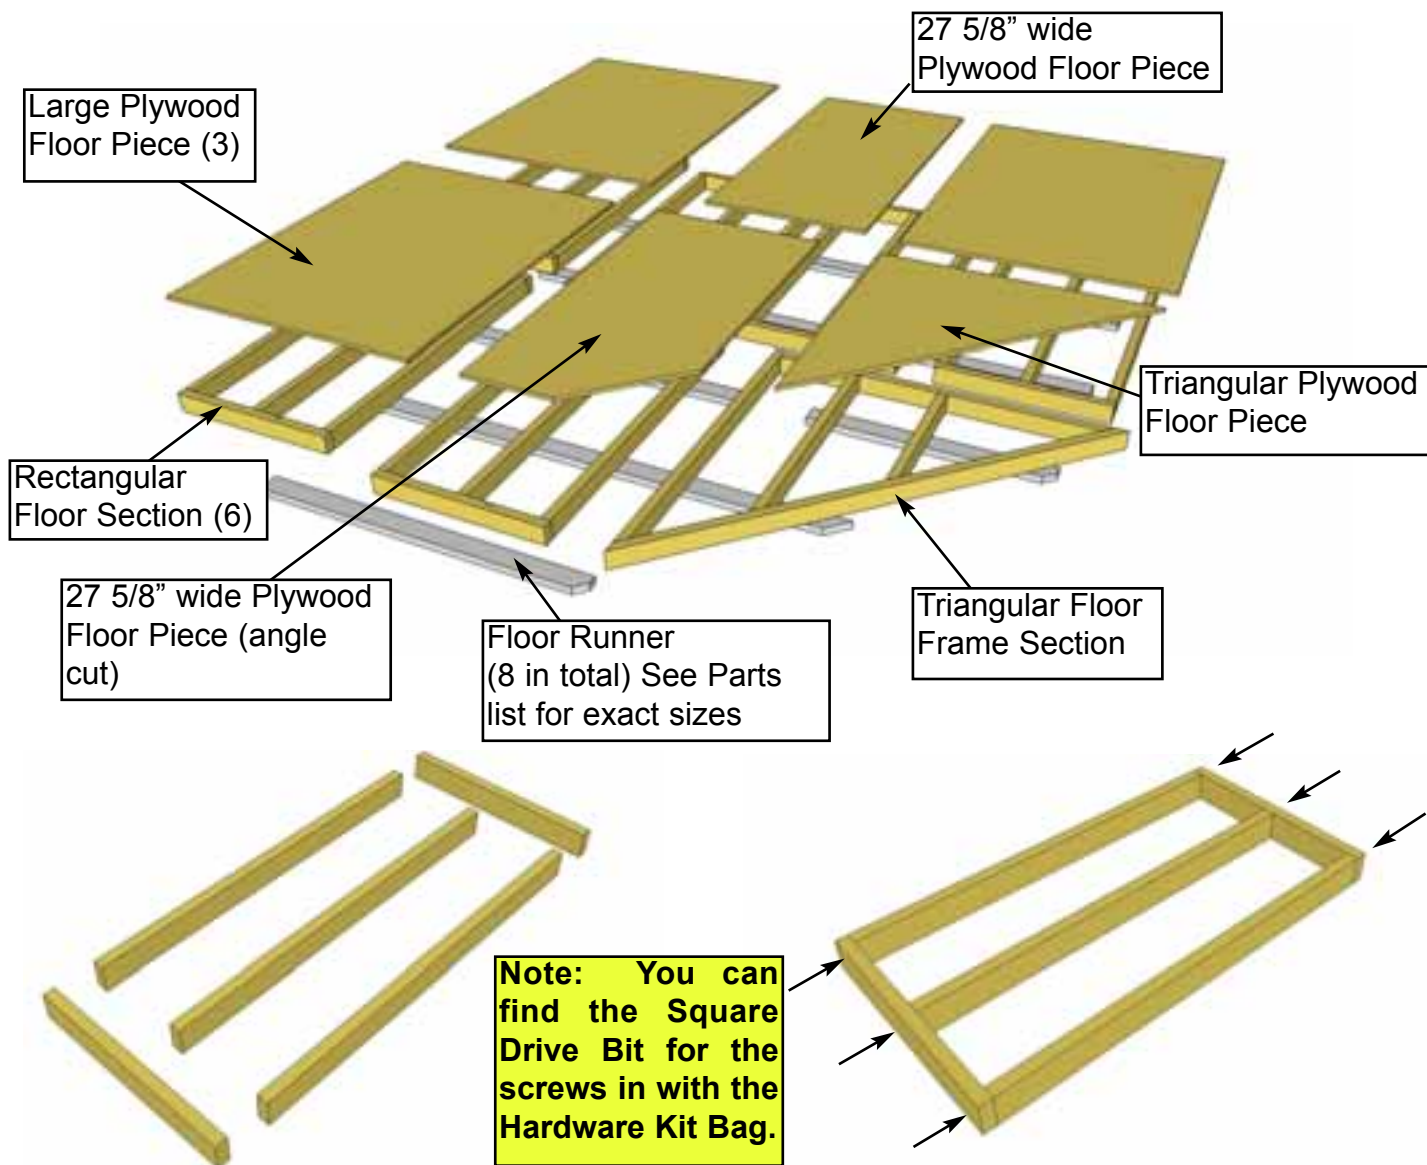 27 5/8” wide
Plywood Floor Piece
Large Plywood
Floor Piece (3)
Triangular Plywood
Floor Piece
Rectangular
Floor Section (6)
27 5/8” wide Plywood
Floor Piece (angle
cut)
Floor Runner
(8 in total) See Parts
list for exact sizes
Triangular Floor
Frame Section
Note: You can
find the Square
Drive Bit for the
screws in with the
Hardware Kit Bag.